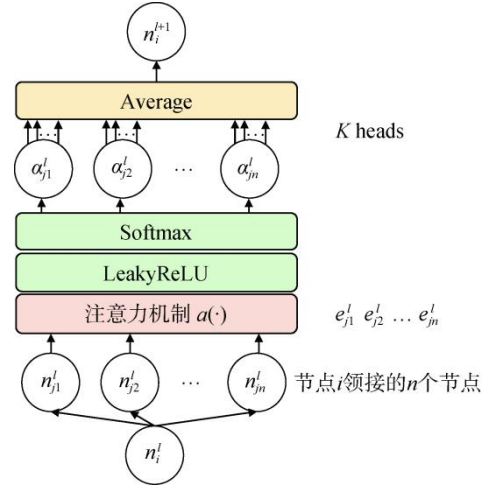 n_i^{l+1}
Average
K heads
... ... ...
α_{j1}^l α_{j2}^l ... α_{jn}^l
Softmax
LeakyReLU
注意力机制 a(·) e_{j1}^l e_{j2}^l ... e_{jn}^l
n_{j1}^l n_{j2}^l ... n_{jn}^l 节点i领接的n个节点
n_i^l